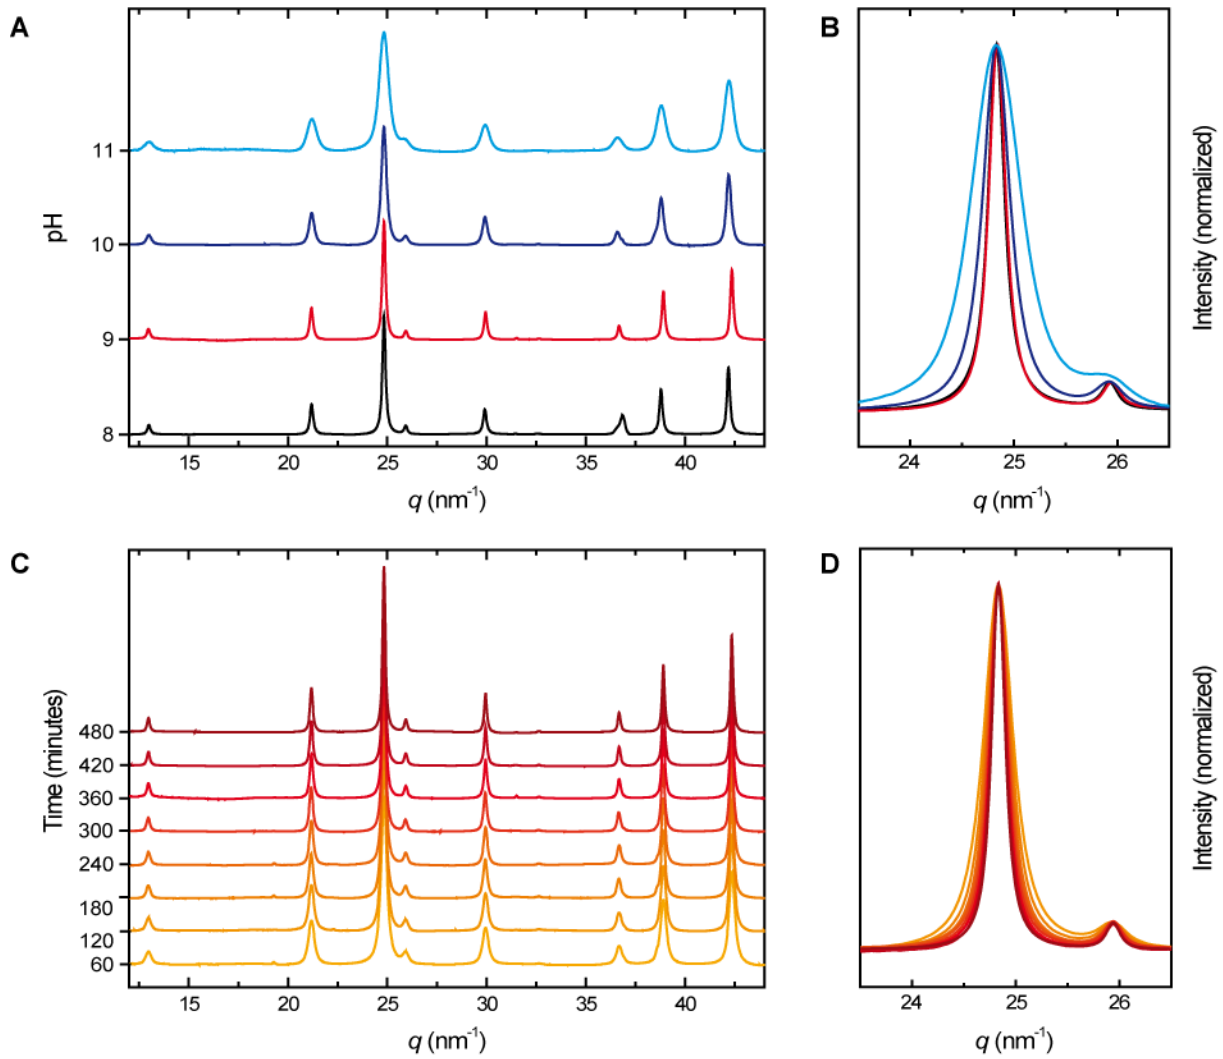 A
B
11
10
9
8
pH
15 20 25 30 35 40
q (nm⁻¹)
24 25 26
q (nm⁻¹)
Intensity (normalized)
C
D
480
420
360
300
240
180
120
60
Time (minutes)
15 20 25 30 35 40
q (nm⁻¹)
24 25 26
q (nm⁻¹)
Intensity (normalized)